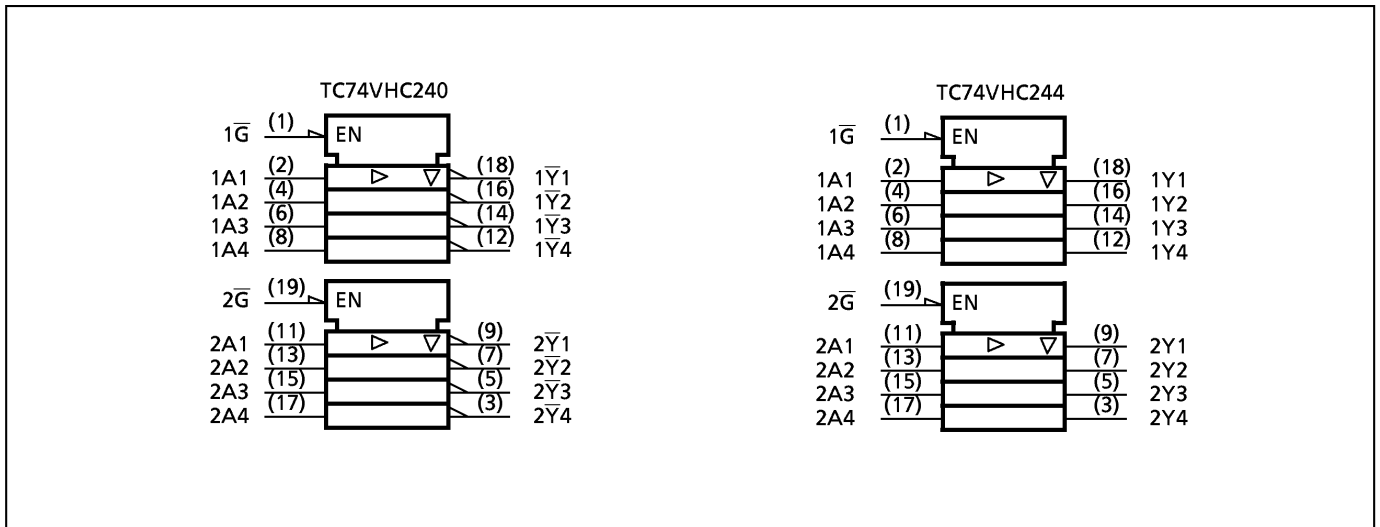 TC74VHC240
1G̅ (1) EN
1A1 (2) (18) 1Y̅1
1A2 (4) (16) 1Y̅2
1A3 (6) (14) 1Y̅3
1A4 (8) (12) 1Y̅4
2G̅ (19) EN
2A1 (11) (9) 2Y̅1
2A2 (13) (7) 2Y̅2
2A3 (15) (5) 2Y̅3
2A4 (17) (3) 2Y̅4
TC74VHC244
1G̅ (1) EN
1A1 (2) (18) 1Y1
1A2 (4) (16) 1Y2
1A3 (6) (14) 1Y3
1A4 (8) (12) 1Y4
2G̅ (19) EN
2A1 (11) (9) 2Y1
2A2 (13) (7) 2Y2
2A3 (15) (5) 2Y3
2A4 (17) (3) 2Y4